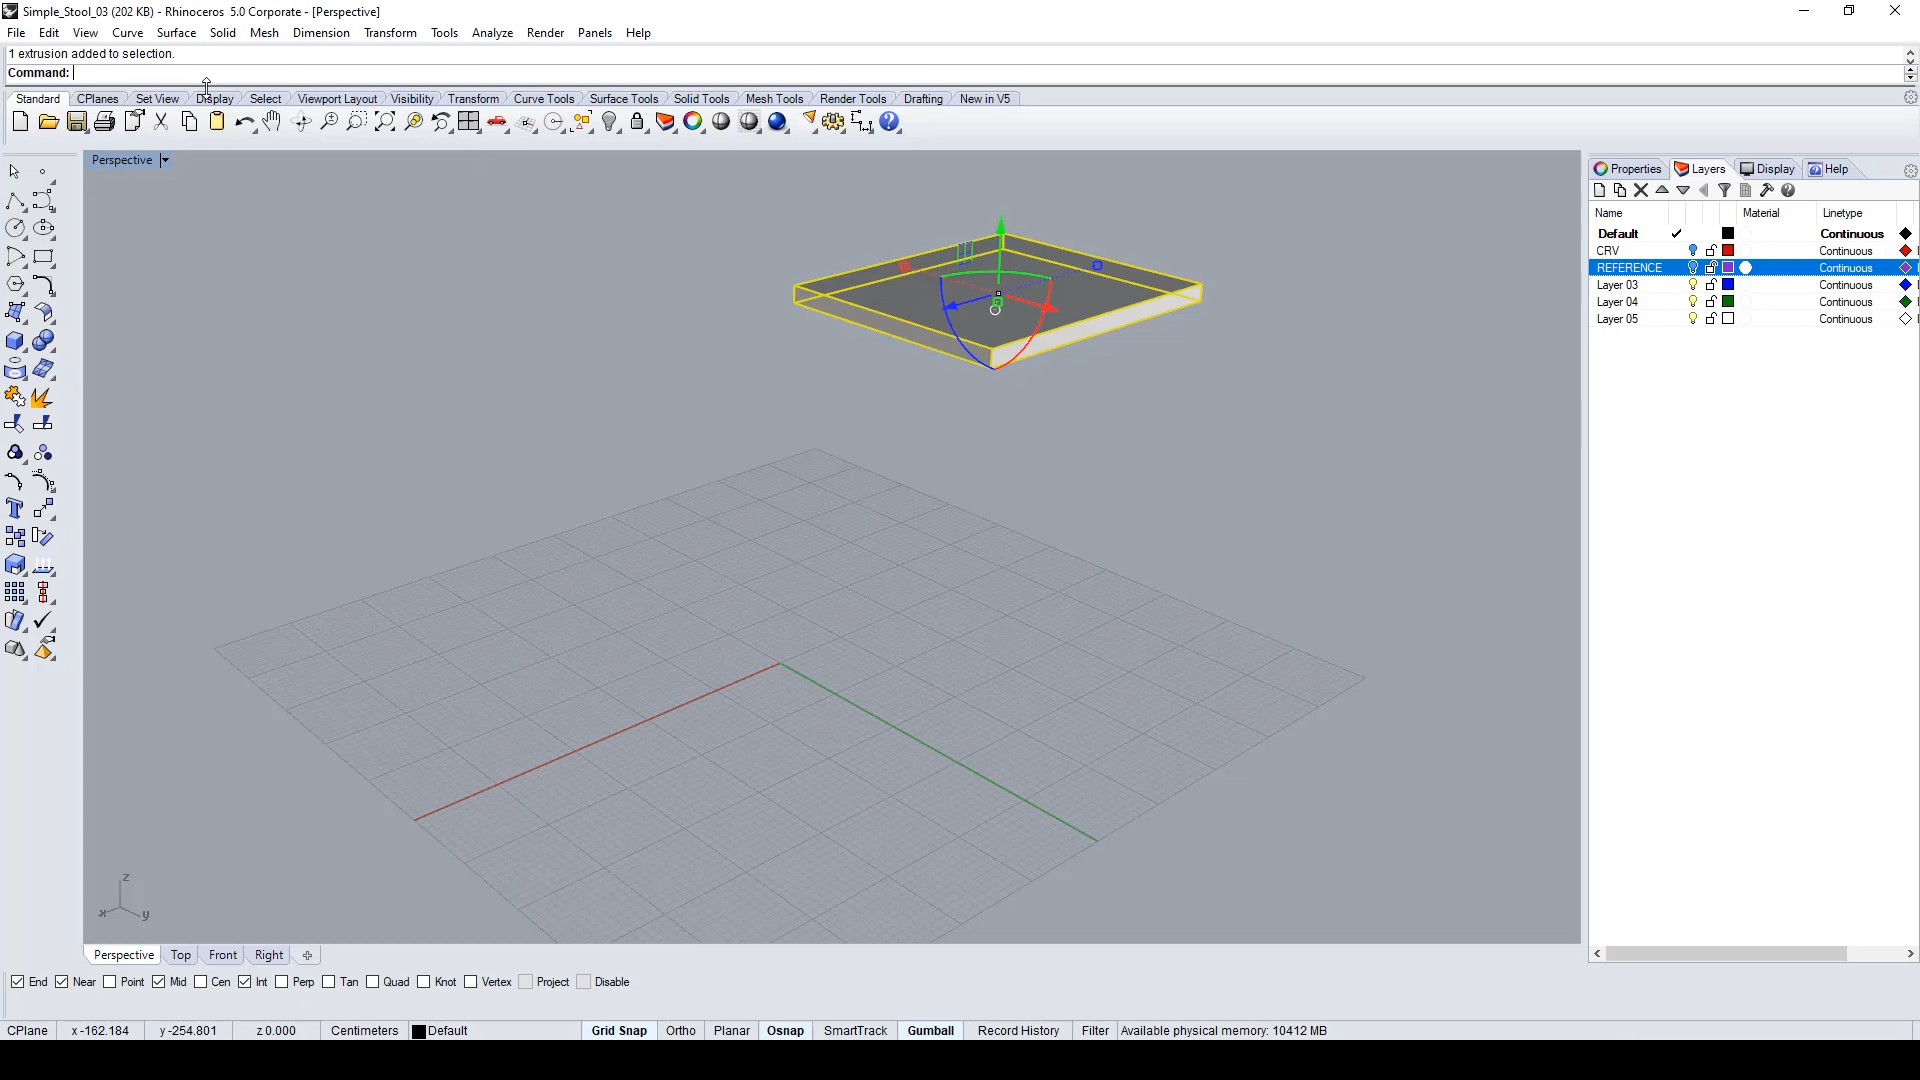 Simple_Stool_03 (202 KB) - Rhinoceros 5.0 Corporate - [Perspective]
File Edit View Curve Surface Solid Mesh Dimension Transform Tools Analyze Render Panels Help
1 extrusion added to selection.
Command:
Standard CPlanes Set View Display Select Viewport Layout Visibility Transform Curve Tools Surface Tools Solid Tools Mesh Tools Render Tools Drafting New in V5
Perspective
Properties Layers Display Help
Name Material Linetype
Default Continuous
CRV Continuous
REFERENCE Continuous
Layer 03 Continuous
Layer 04 Continuous
Layer 05 Continuous
z
x y
Perspective Top Front Right
End Near Point Mid Cen Int Perp Tan Quad Knot Vertex Project Disable
CPlane x -162.184 y -254.801 z 0.000 Centimeters Default Grid Snap Ortho Planar Osnap SmartTrack Gumball Record History Filter Available physical memory: 10412 MB